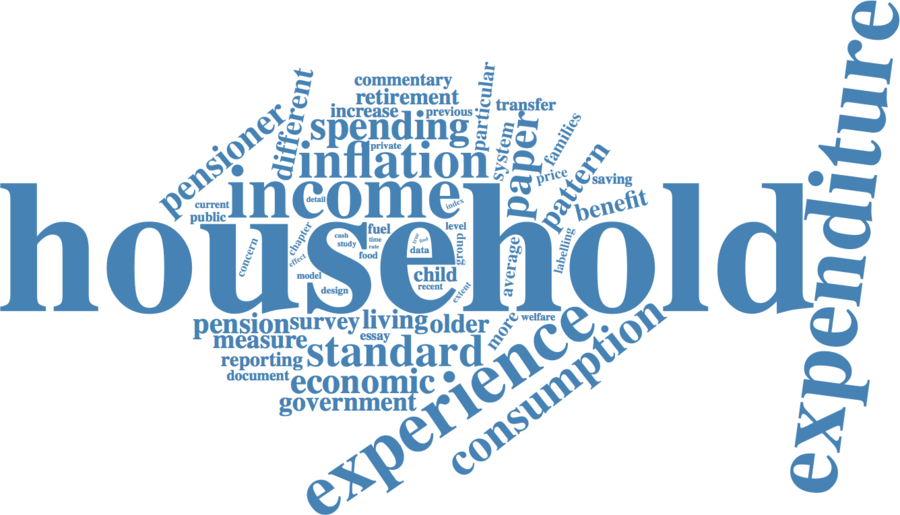 household
expenditure
experience
consumption
income
inflation
spending
standard
commentary
retirement
increase
previous
particular
transfer
different
pensioner
private
system
paper
families
price
pattern
saving
benefit
current
public
detail
index
level
concern
chapter
effect
cash
study
fuel
time
rate
food
data
group
child
recent
extent
model
design
average
labelling
more
welfare
pension
survey
living
older
essay
measure
reporting
document
economic
government